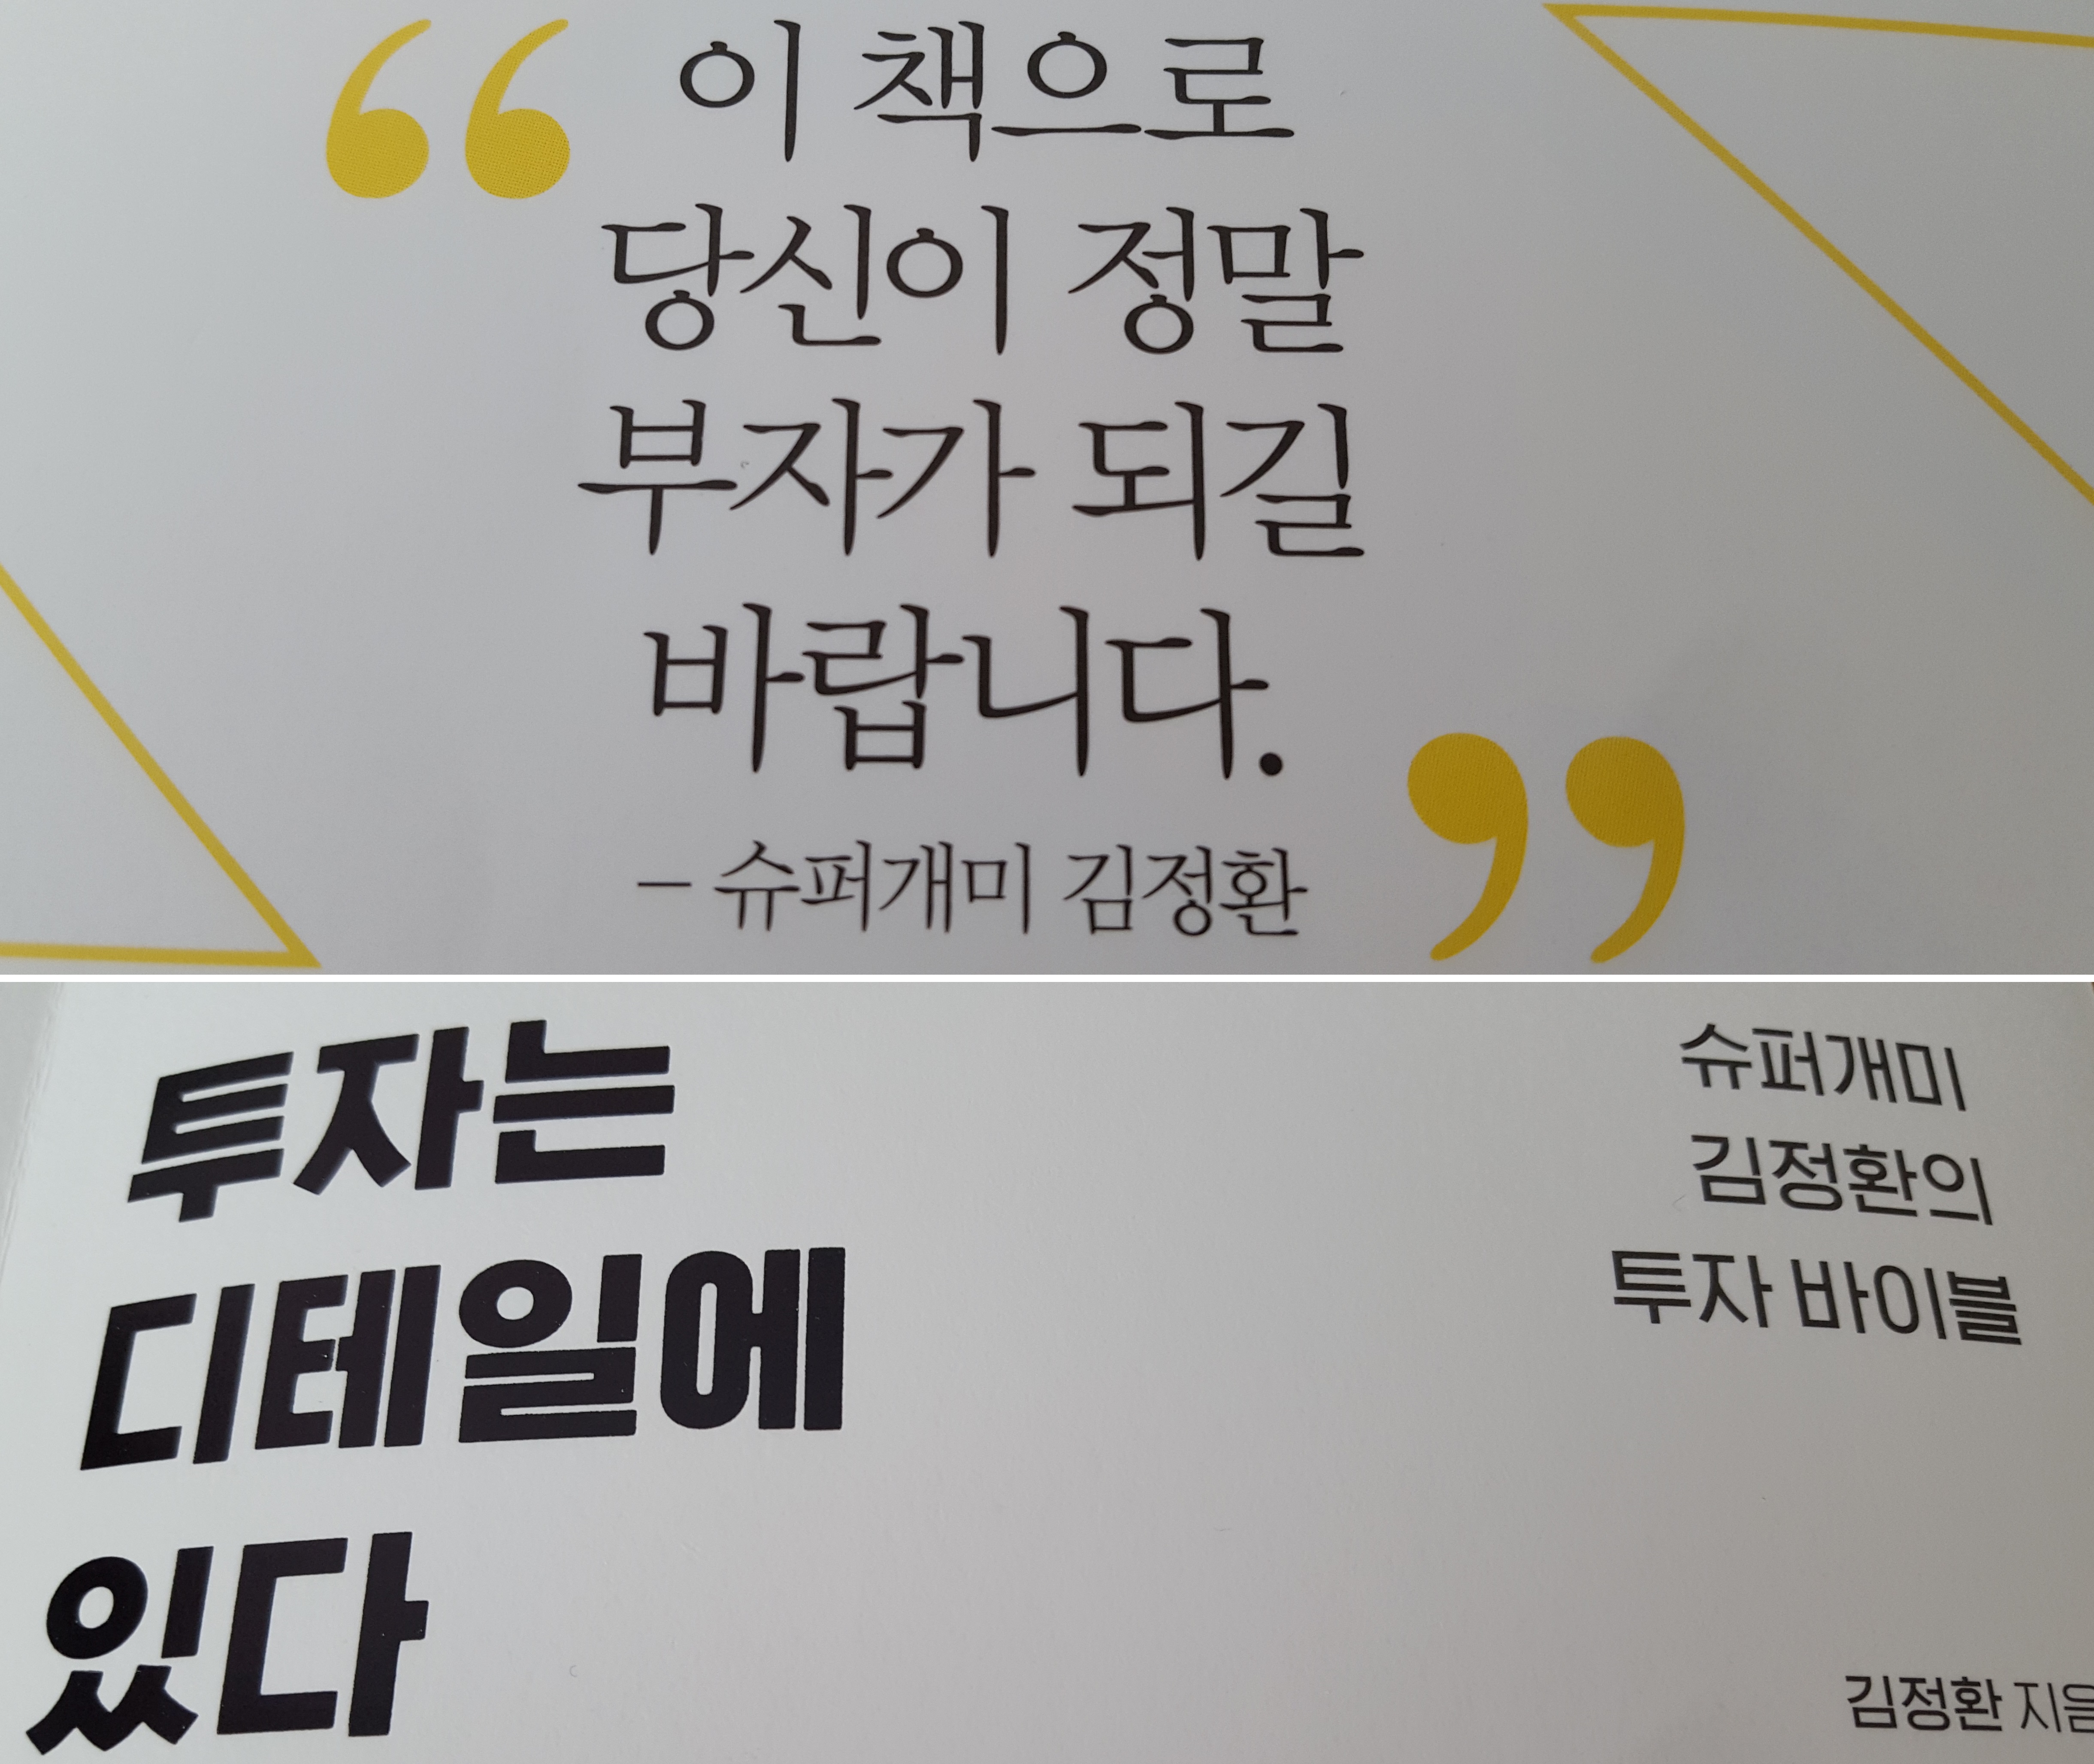 “ 이 책으로
당신이 정말
부자가 되길
바랍니다. ”
– 슈퍼개미 김정환
투자는
디테일에
있다
슈퍼개미
김정환의
투자 바이블
김정환 지음